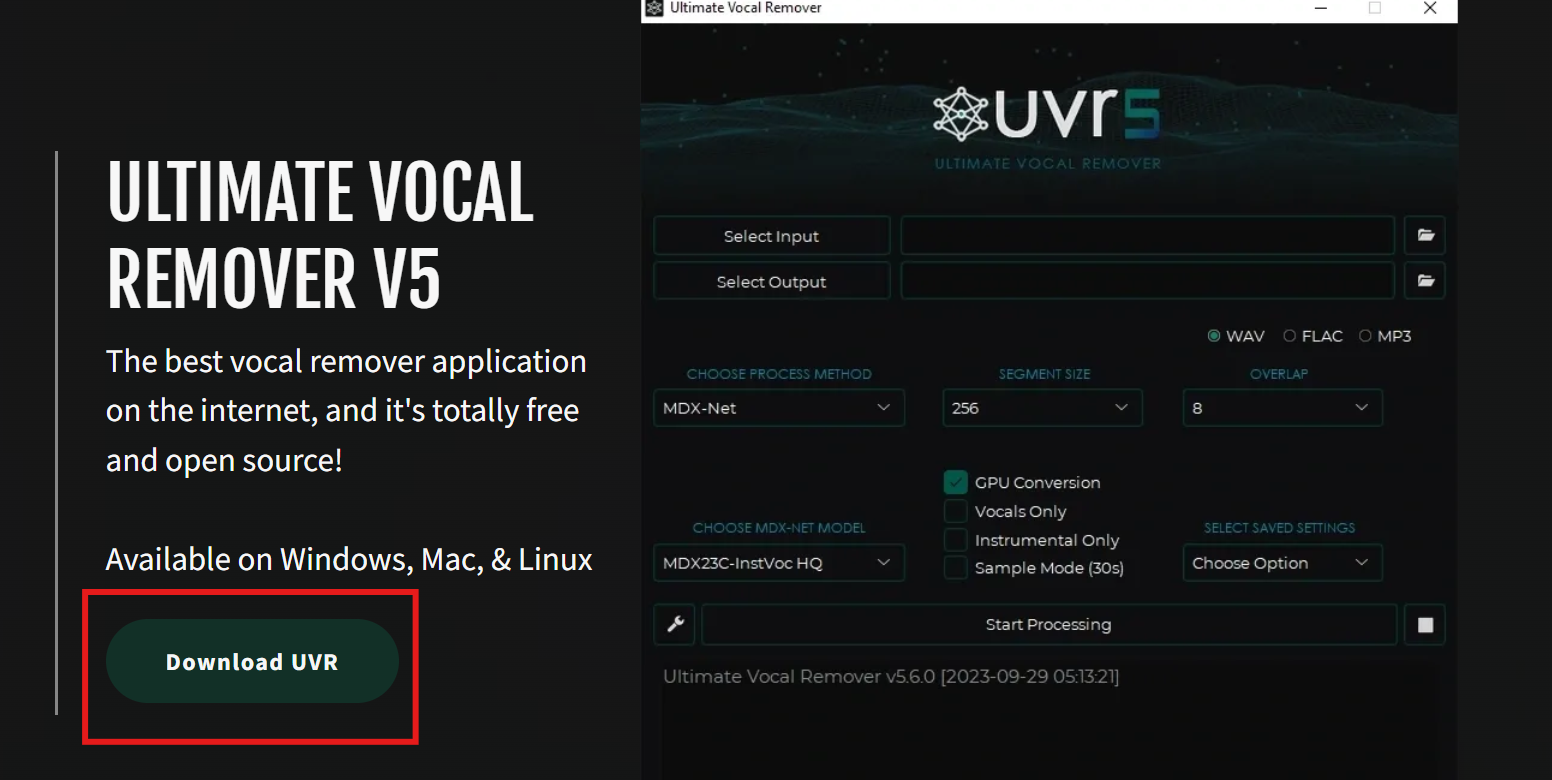 Ultimate Vocal Remover
uvr5
ULTIMATE VOCAL REMOVER
ULTIMATE VOCAL
REMOVER V5
The best vocal remover application
on the internet, and it's totally free
and open source!
Available on Windows, Mac, & Linux
Download UVR
Select Input
Select Output
WAV FLAC MP3
CHOOSE PROCESS METHOD SEGMENT SIZE OVERLAP
MDX-Net 256 8
GPU Conversion
Vocals Only
Instrumental Only
Sample Mode (30s)
CHOOSE MDX-NET MODEL SELECT SAVED SETTINGS
MDX23C-InstVoc HQ Choose Option
Start Processing
Ultimate Vocal Remover v5.6.0 [2023-09-29 05:13:21]